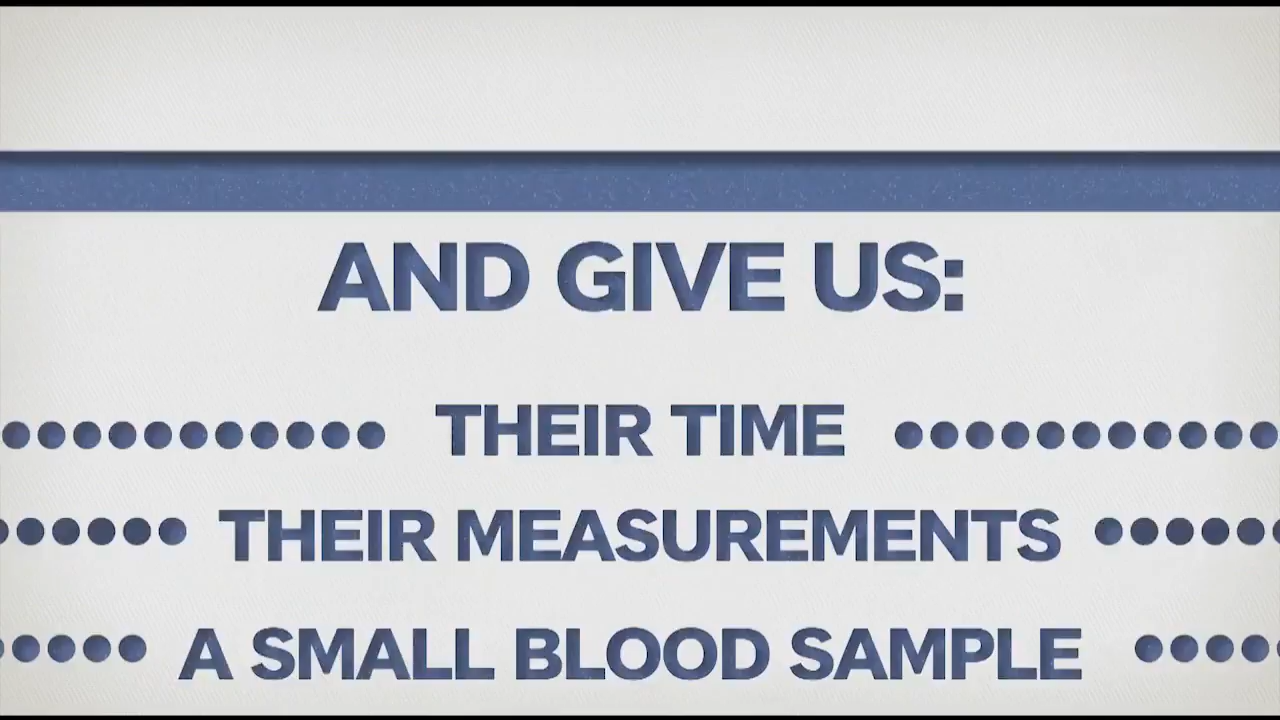 AND GIVE US:
THEIR TIME
THEIR MEASUREMENTS
A SMALL BLOOD SAMPLE